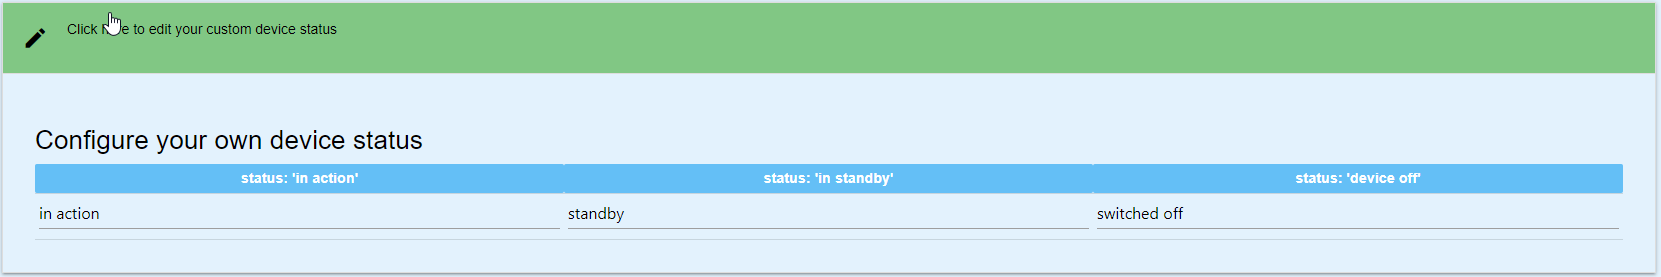 Click here to edit your custom device status
Configure your own device status
status: 'in action' status: 'in standby' status: 'device off'
in action standby switched off